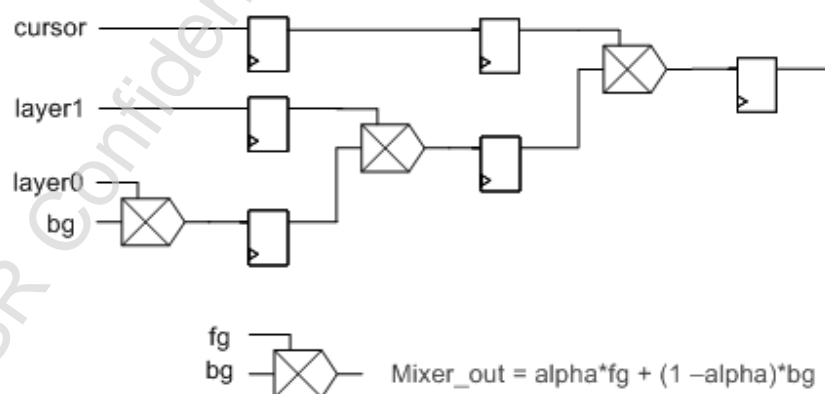 cursor
layer1
layer0
bg
fg
bg
Mixer_out = alpha*fg + (1 –alpha)*bg